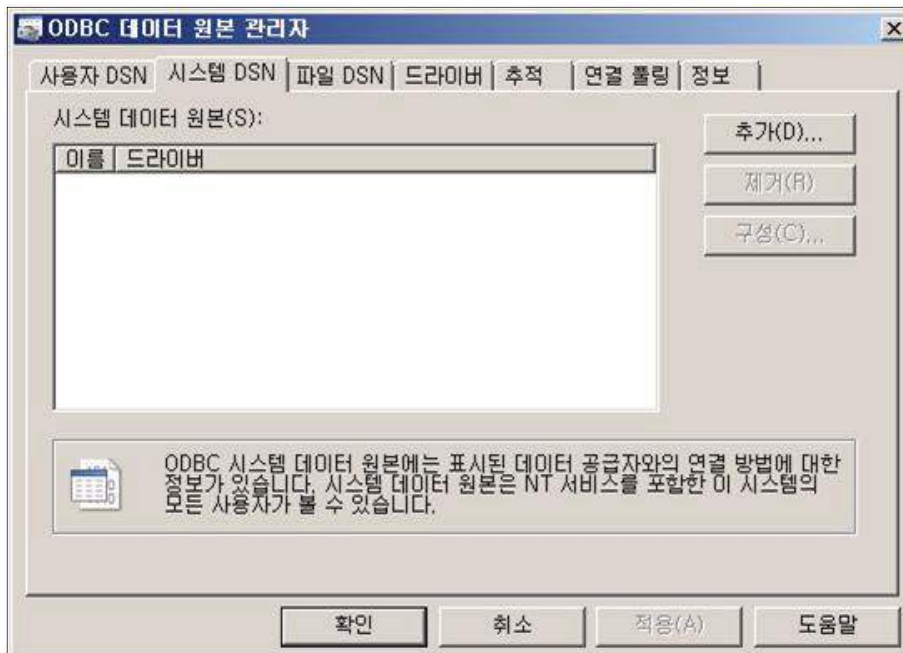 ODBC 데이터 원본 관리자
사용자 DSN 시스템 DSN 파일 DSN 드라이버 추적 연결 풀링 정보
시스템 데이터 원본(S):
이름 드라이버
추가(D)...
제거(R)
구성(C)...
ODBC 시스템 데이터 원본에는 표시된 데이터 공급자와의 연결 방법에 대한
정보가 있습니다. 시스템 데이터 원본은 NT 서비스를 포함한 이 시스템의
모든 사용자가 볼 수 있습니다.
확인 취소 적용(A) 도움말